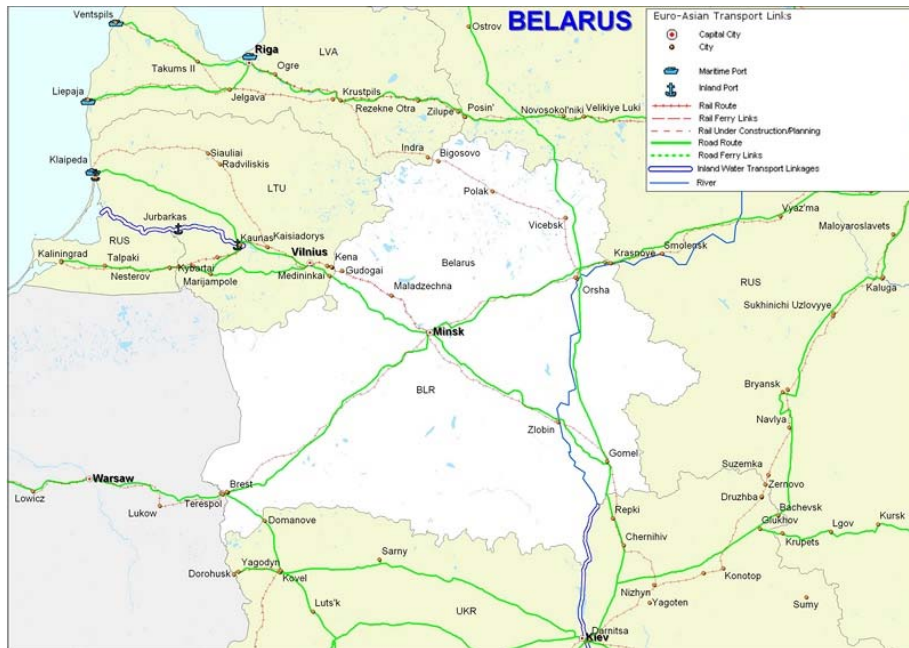 BELARUS
Euro-Asian Transport Links
Capital City
City
Maritime Port
Inland Port
Rail Route
Rail Ferry Links
Rail Under Construction/Planning
Road Route
Road Ferry Links
Inland Water Transport Linkages
River
Ventspils
Ostrov
Riga
LVA
Takums II
Ogre
Liepaja
Jelgava
Krustpils
Rezekne Otra
Zilupe
Posin'
Novosokol'niki
Velikiye Luki
Klaipeda
Siauliai
Radviliskis
Indra
Bigosovo
LTU
Polak
Jurbarkas
Vicebsk
Vyaz'ma
RUS
Kaunas
Kaisiadorys
Maloyaroslavets
Kaliningrad
Talpaki
Vilnius
Kena
Belarus
Krasnoye
Smolensk
Nesterov
Kybartai
Gudogai
Marijampole
Medininkai
Maladzechna
Orsha
RUS
Kaluga
Sukhinichi Uzlovyye
Minsk
BLR
Bryansk
Zlobin
Navlya
Gomel
Warsaw
Suzemka
Brest
Zernovo
Lowicz
Terespol
Druzhba
Lukow
Bachevsk
Domanove
Repki
Glukhov
Kursk
Chernihiv
Krupets
Lgov
Sarny
Yagodyn
Dorohusk
Kovel
Konotop
Nizhyn
Luts'k
Yagoten
Sumy
UKR
Darnitsa
Kiev